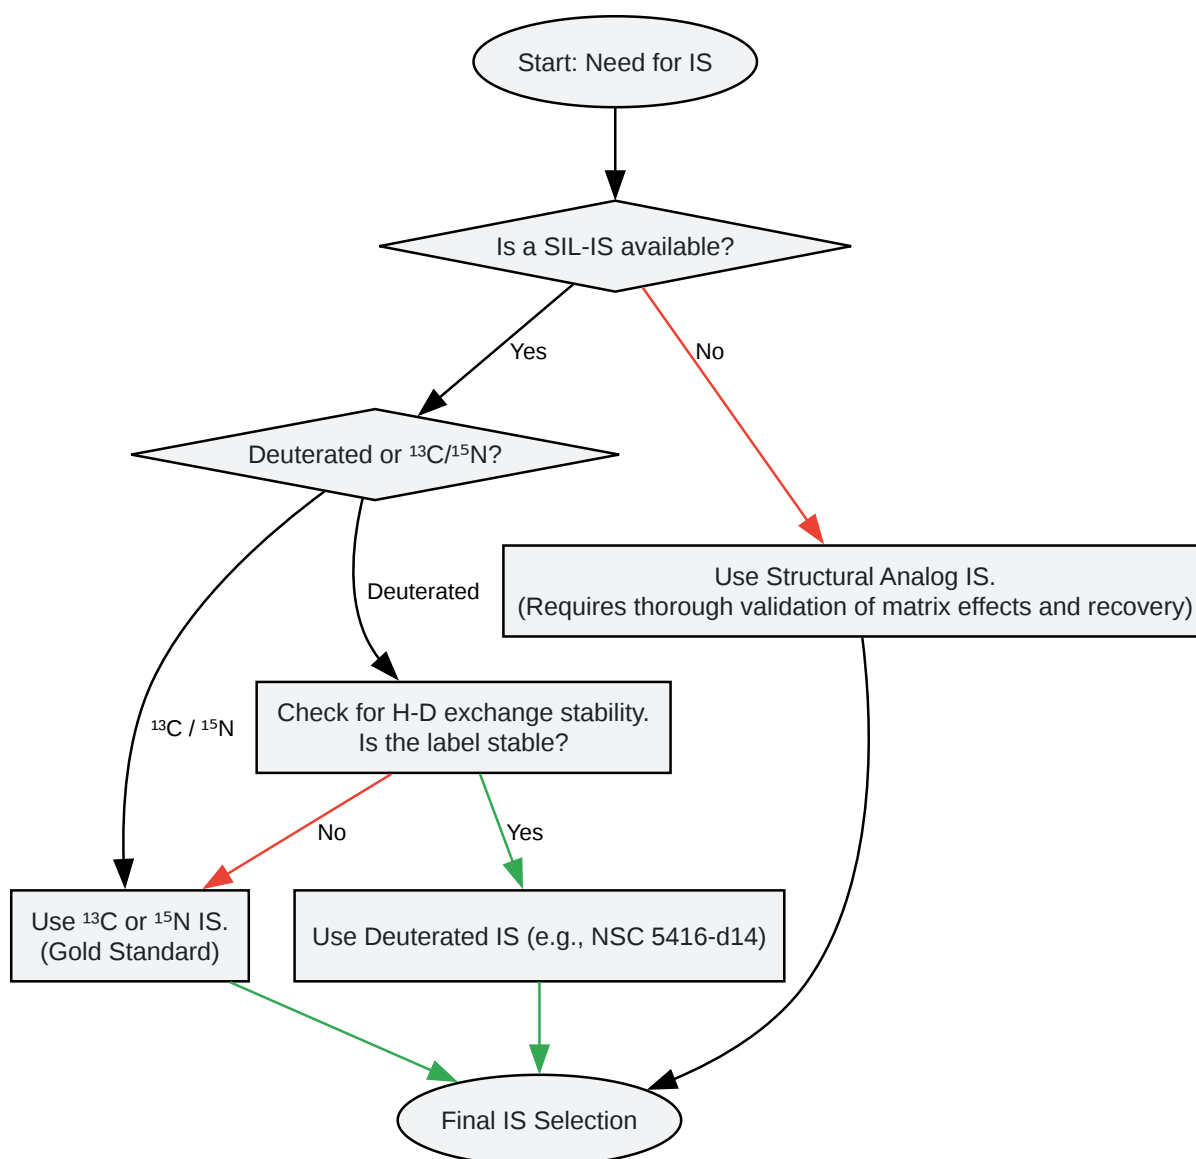 Start: Need for IS
Is a SIL-IS available?
Yes
No
Deuterated or ¹³C/¹⁵N?
Use Structural Analog IS.
(Requires thorough validation of matrix effects and recovery)
Deuterated
¹³C / ¹⁵N
Check for H-D exchange stability.
Is the label stable?
No
Yes
Use ¹³C or ¹⁵N IS.
(Gold Standard)
Use Deuterated IS (e.g., NSC 5416-d14)
Final IS Selection